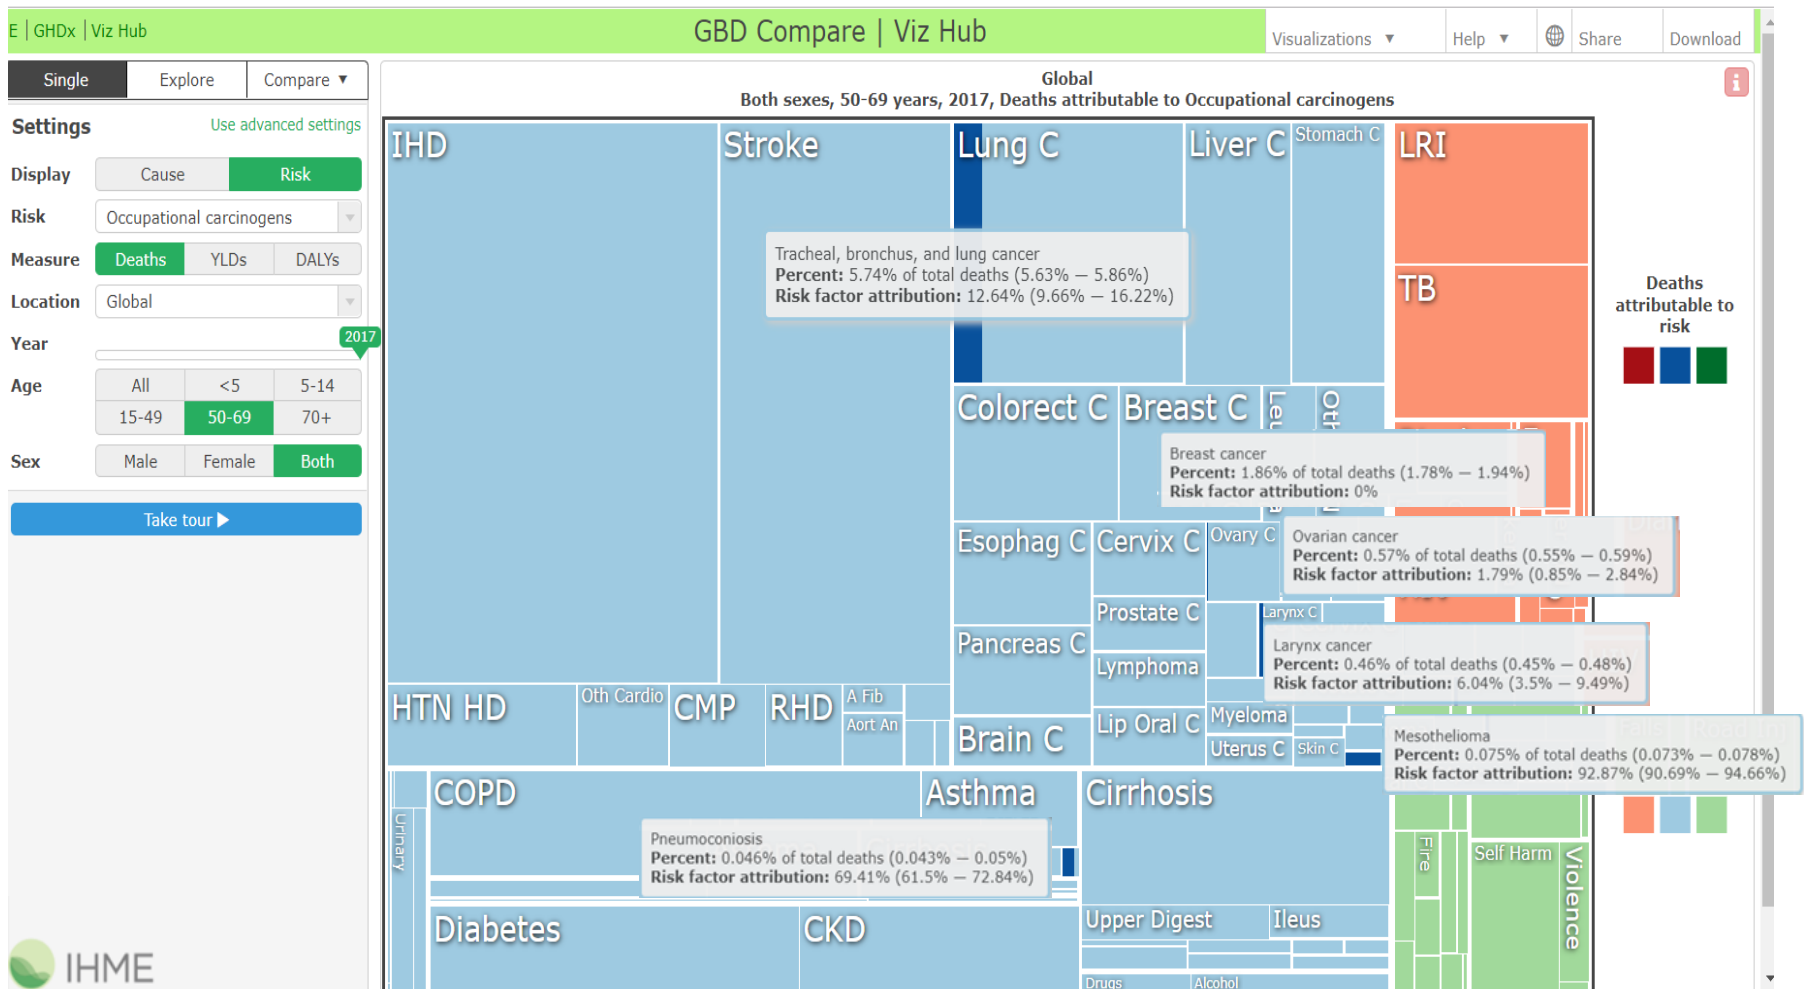 E | GHDx | Viz Hub
GBD Compare | Viz Hub
Visualizations
Help
Share
Download
Single
Explore
Compare
Settings
Use advanced settings
Display
Cause
Risk
Risk
Occupational carcinogens
Measure
Deaths
YLDs
DALYs
Location
Global
Year
2017
Age
All
<5
5-14
15-49
50-69
70+
Sex
Male
Female
Both
Take tour
IHME
Global
Both sexes, 50-69 years, 2017, Deaths attributable to Occupational carcinogens
IHD
Stroke
Lung C
Liver C
Stomach C
LRI
TB
Tracheal, bronchus, and lung cancer
Percent: 5.74% of total deaths (5.63% — 5.86%)
Risk factor attribution: 12.64% (9.66% — 16.22%)
Deaths
attributable to
risk
Colorect C
Breast C
Breast cancer
Percent: 1.86% of total deaths (1.78% — 1.94%)
Risk factor attribution: 0%
Esophag C
Cervix C
Ovary C
Ovarian cancer
Percent: 0.57% of total deaths (0.55% — 0.59%)
Risk factor attribution: 1.79% (0.85% — 2.84%)
Prostate C
Larynx C
Pancreas C
Larynx cancer
Percent: 0.46% of total deaths (0.45% — 0.48%)
Risk factor attribution: 6.04% (3.5% — 9.49%)
Lymphoma
HTN HD
Oth Cardio
CMP
RHD
A Fib
Aort An
Brain C
Lip Oral C
Myeloma
Uterus C
Skin C
Mesothelioma
Percent: 0.075% of total deaths (0.073% — 0.078%)
Risk factor attribution: 92.87% (90.69% — 94.66%)
COPD
Asthma
Cirrhosis
Urinary
Pneumoconiosis
Percent: 0.046% of total deaths (0.043% — 0.05%)
Risk factor attribution: 69.41% (61.5% — 72.84%)
Fire
Self Harm
Violence
Diabetes
CKD
Upper Digest
Ileus
Drugs
Alcohol